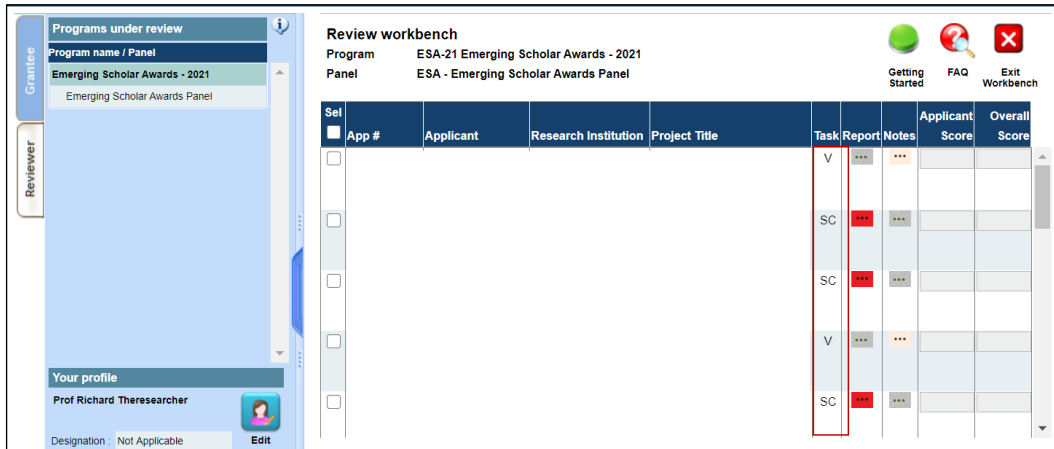 Grantee
Reviewer
Programs under review
Program name / Panel
Emerging Scholar Awards - 2021
Emerging Scholar Awards Panel
Your profile
Prof Richard Theresearcher
Designation : Not Applicable
Edit
Review workbench
Program ESA-21 Emerging Scholar Awards - 2021
Panel ESA - Emerging Scholar Awards Panel
Getting Started
FAQ
Exit Workbench
Sel App # Applicant Research Institution Project Title Task Report Notes Applicant Score Overall Score
V ... ...
SC ... ...
SC ... ...
V ... ...
SC ... ...